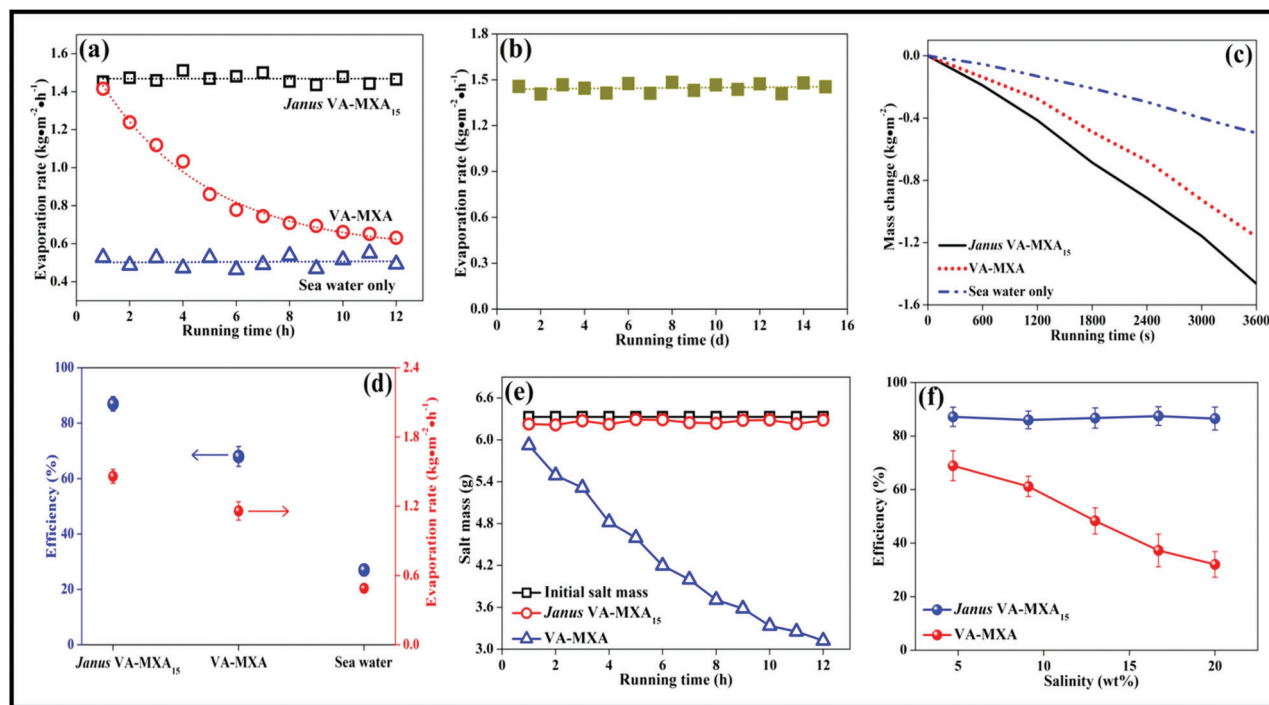 (a)
Evaporation rate (kg•m⁻²•h⁻¹)
1.6
1.4
1.2
1.0
0.8
0.6
0.4
Janus VA-MXA₁₅
VA-MXA
Sea water only
0 2 4 6 8 10 12
Running time (h)
(b)
Evaporation rate (kg•m⁻²•h⁻¹)
1.8
1.5
1.2
0.9
0.6
0.3
0.0
0 2 4 6 8 10 12 14 16
Running time (d)
(c)
Mass change (kg•m⁻²)
0.0
-0.4
-0.8
-1.2
-1.6
Janus VA-MXA₁₅
VA-MXA
Sea water only
0 600 1200 1800 2400 3000 3600
Running time (s)
(d)
Efficiency (%)
100
80
60
40
20
0
2.4
1.8
1.2
0.6
0.0
Evaporation rate (kg•m⁻²•h⁻¹)
Janus VA-MXA₁₅ VA-MXA Sea water
(e)
Salt mass (g)
6.6
6.0
5.4
4.8
4.2
3.6
3.0
Initial salt mass
Janus VA-MXA₁₅
VA-MXA
0 2 4 6 8 10 12
Running time (h)
(f)
Efficiency (%)
100
80
60
40
20
0
Janus VA-MXA₁₅
VA-MXA
5 10 15 20
Salinity (wt%)